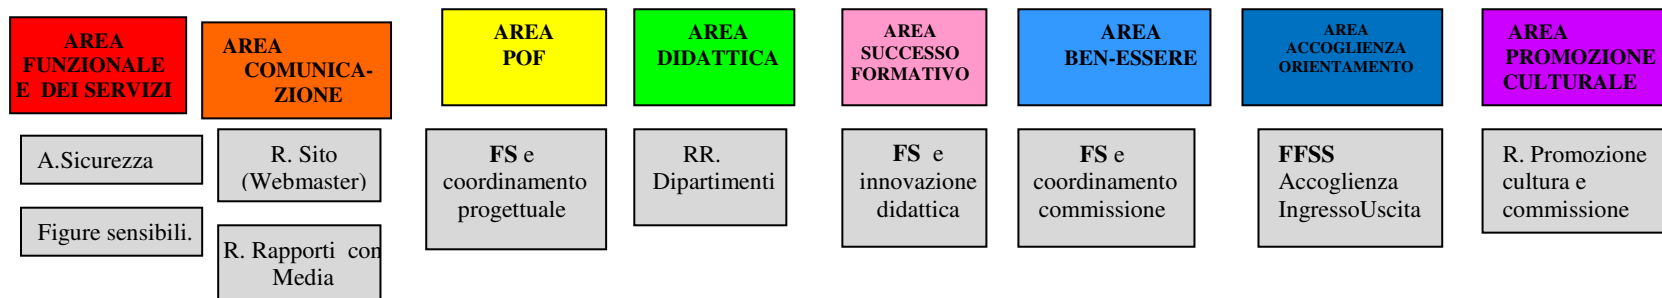 AREA
FUNZIONALE
E DEI SERVIZI
A.Sicurezza
Figure sensibili.
AREA
COMUNICA-
ZIONE
R. Sito
(Webmaster)
R. Rapporti con
Media
AREA
POF
FS e
coordinamento
progettuale
AREA
DIDATTICA
RR.
Dipartimenti
AREA
SUCCESSO
FORMATIVO
FS e
innovazione
didattica
AREA
BEN-ESSERE
FS e
coordinamento
commissione
AREA
ACCOGLIENZA
ORIENTAMENTO
FFSS
Accoglienza
IngressoUscita
AREA
PROMOZIONE
CULTURALE
R. Promozione
cultura e
commissione